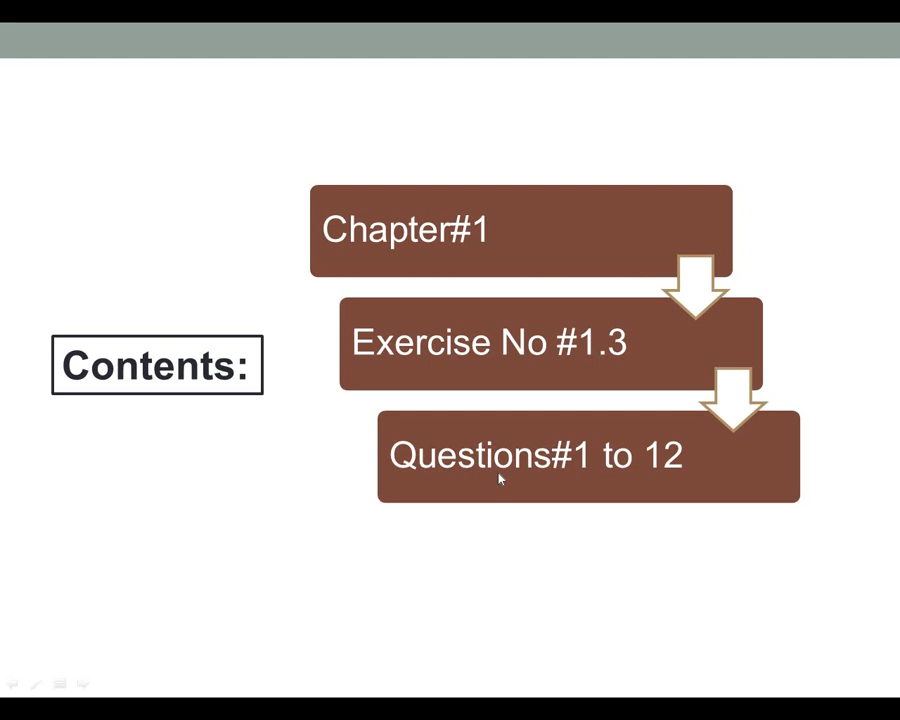 Chapter#1
Exercise No #1.3
Contents:
Questions#1 to 12